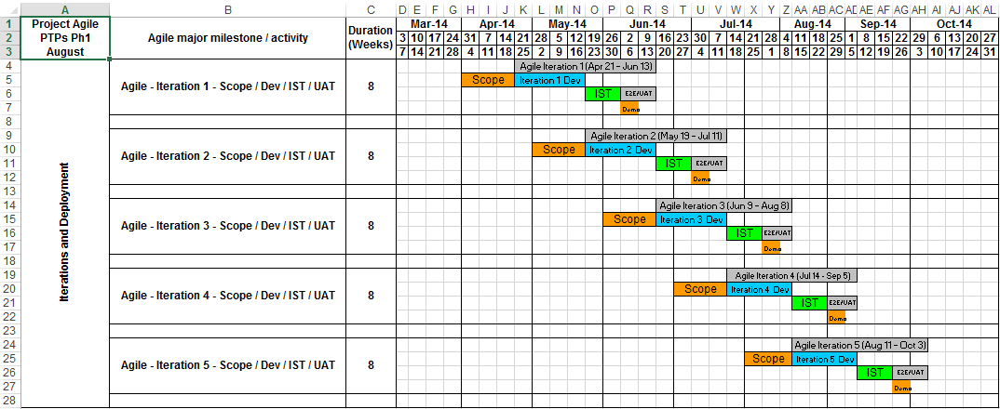 A B C D E F G H I J K L M N O P Q R S T U V W X Y Z AA AB AC AD AE AF AG AH AI AJ AK AL
1 Project Agile Mar-14 Apr-14 May-14 Jun-14 Jul-14 Aug-14 Sep-14 Oct-14
2 PTPs Ph1 Agile major milestone / activity Duration (Weeks) 3 10 17 24 31 7 14 21 28 5 12 19 26 2 9 16 23 30 7 14 21 28 4 11 18 25 1 8 15 22 29 6 13 20 27
3 August 7 14 21 28 4 11 18 25 2 9 16 23 30 6 13 20 27 4 11 18 25 1 8 15 22 29 5 12 19 26 3 10 17 24 31
Iterations and Deployment
4 Agile Iteration 1 (Apr 21 - Jun 13)
5 Agile - Iteration 1 - Scope / Dev / IST / UAT 8 Scope Iteration 1 Dev
6 IST E2E/UAT
7 Demo
8
9 Agile Iteration 2 (May 19 - Jul 11)
10 Agile - Iteration 2 - Scope / Dev / IST / UAT 8 Scope Iteration 2 Dev
11 IST E2E/UAT
12 Demo
13
14 Agile Iteration 3 (Jun 9 - Aug 8)
15 Agile - Iteration 3 - Scope / Dev / IST / UAT 8 Scope Iteration 3 Dev
16 IST E2E/UAT
17 Demo
18
19 Agile Iteration 4 (Jul 14 - Sep 5)
20 Agile - Iteration 4 - Scope / Dev / IST / UAT 8 Scope Iteration 4 Dev
21 IST E2E/UAT
22 Demo
23
24 Agile Iteration 5 (Aug 11 - Oct 3)
25 Agile - Iteration 5 - Scope / Dev / IST / UAT 8 Scope Iteration 5 Dev
26 IST E2E/UAT
27 Demo
28